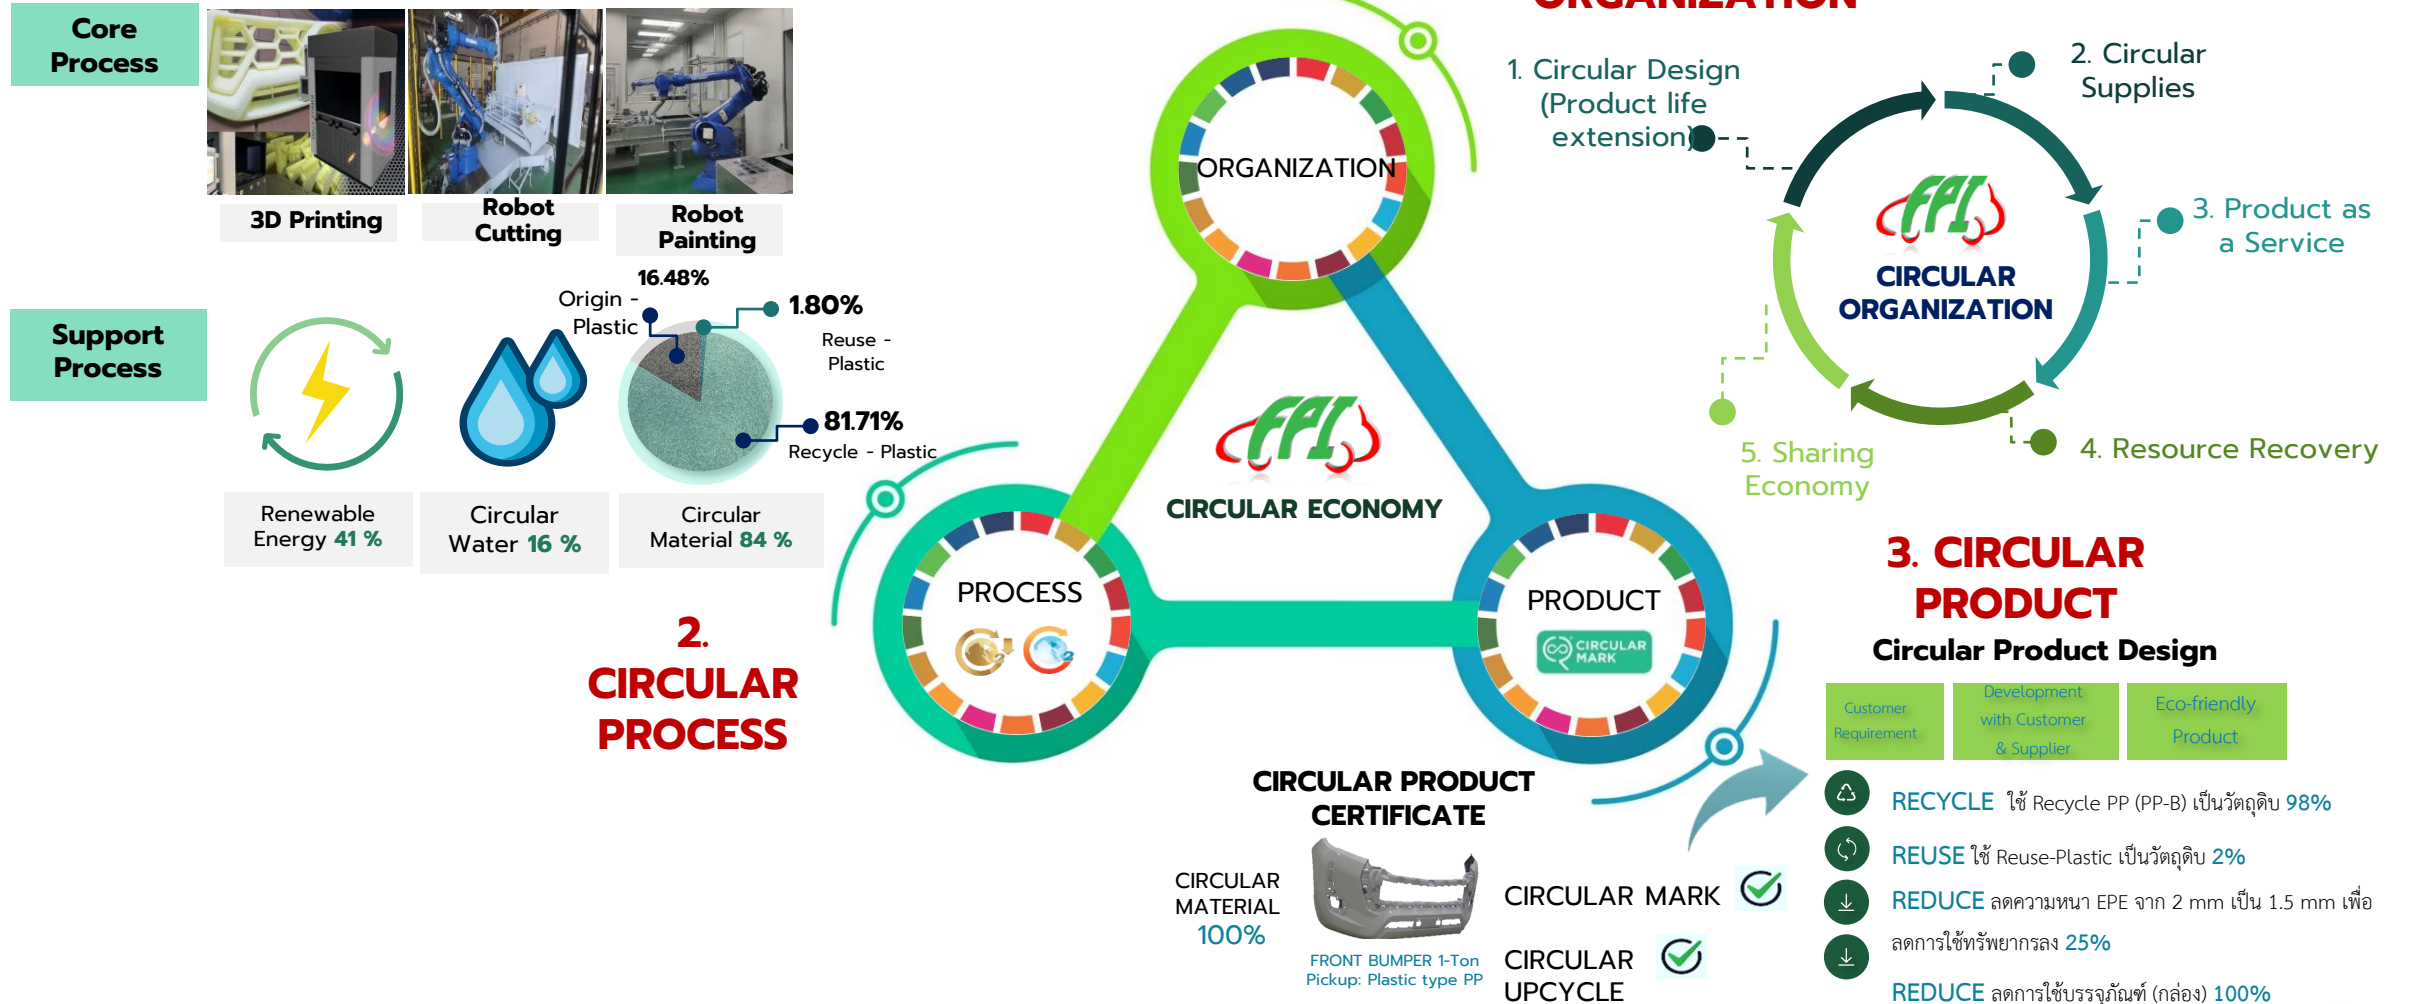 Core
Process
3D Printing
Robot
Cutting
Robot
Painting
Support
Process
16.48%
Origin -
Plastic
1.80%
Reuse -
Plastic
81.71%
Recycle - Plastic
Renewable
Energy 41 %
Circular
Water 16 %
Circular
Material 84 %
2.
CIRCULAR
PROCESS
ORGANIZATION
FPI
CIRCULAR ECONOMY
PROCESS
PRODUCT
CIRCULAR
MARK
ORGANIZATION
1. Circular Design
(Product life
extension)
2. Circular
Supplies
3. Product as
a Service
4. Resource Recovery
5. Sharing
Economy
FPI
CIRCULAR
ORGANIZATION
3. CIRCULAR
PRODUCT
Circular Product Design
Customer
Requirement
Development
with Customer
& Supplier
Eco-friendly
Product
RECYCLE ใช้ Recycle PP (PP-B) เป็นวัตถุดิบ 98%
REUSE ใช้ Reuse-Plastic เป็นวัตถุดิบ 2%
REDUCE ลดความหนา EPE จาก 2 mm เป็น 1.5 mm เพื่อ
ลดการใช้ทรัพยากรลง 25%
REDUCE ลดการใช้บรรจุภัณฑ์ (กล่อง) 100%
CIRCULAR PRODUCT
CERTIFICATE
CIRCULAR
MATERIAL
100%
FRONT BUMPER 1-Ton
Pickup: Plastic type PP
CIRCULAR MARK
CIRCULAR
UPCYCLE